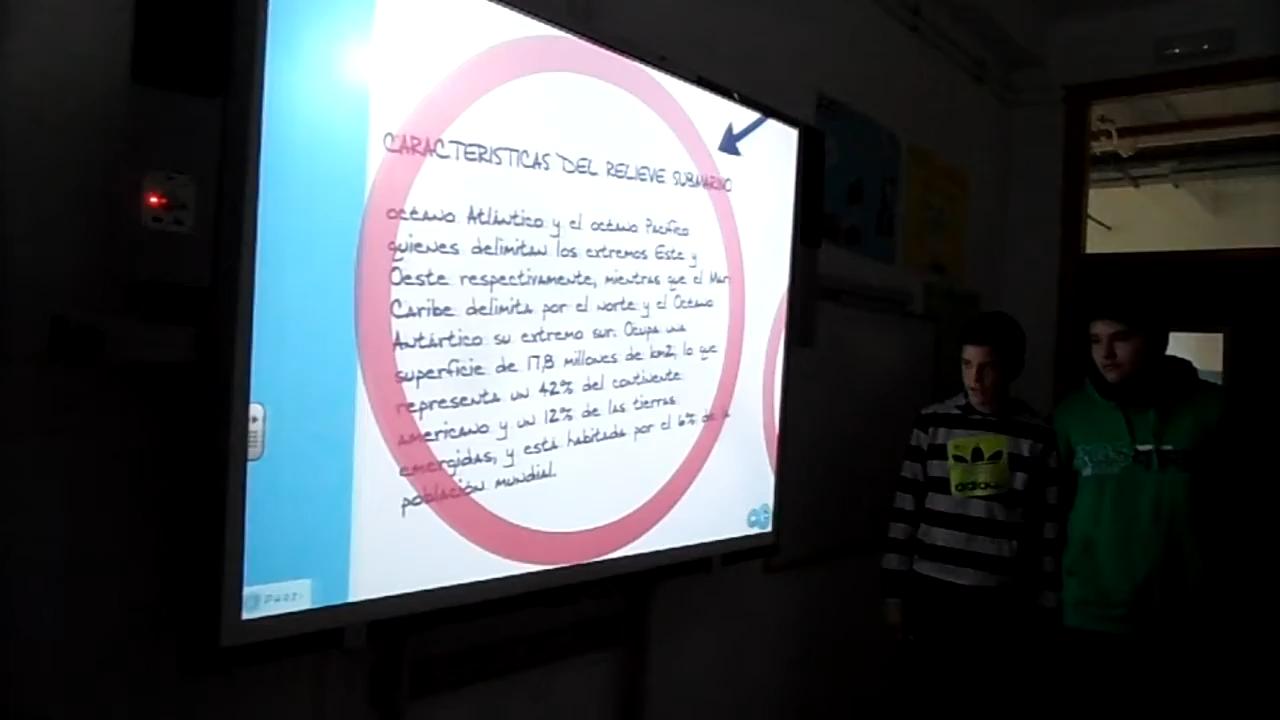 CARACTERISTICAS DEL RELIEVE SUBMARINO
océano Atlántico y el océano Pacífico
quienes delimitan los extremos Este y
Oeste respectivamente, mientras que el Mar
Caribe delimita por el norte y el Océano
Antártico su extremo sur. Ocupa una
superficie de 17,8 millones de km2, lo que
representa un 42% del continente
americano y un 12% de las tierras
emergidas, y está habitada por el 6% de la
población mundial.
adidas